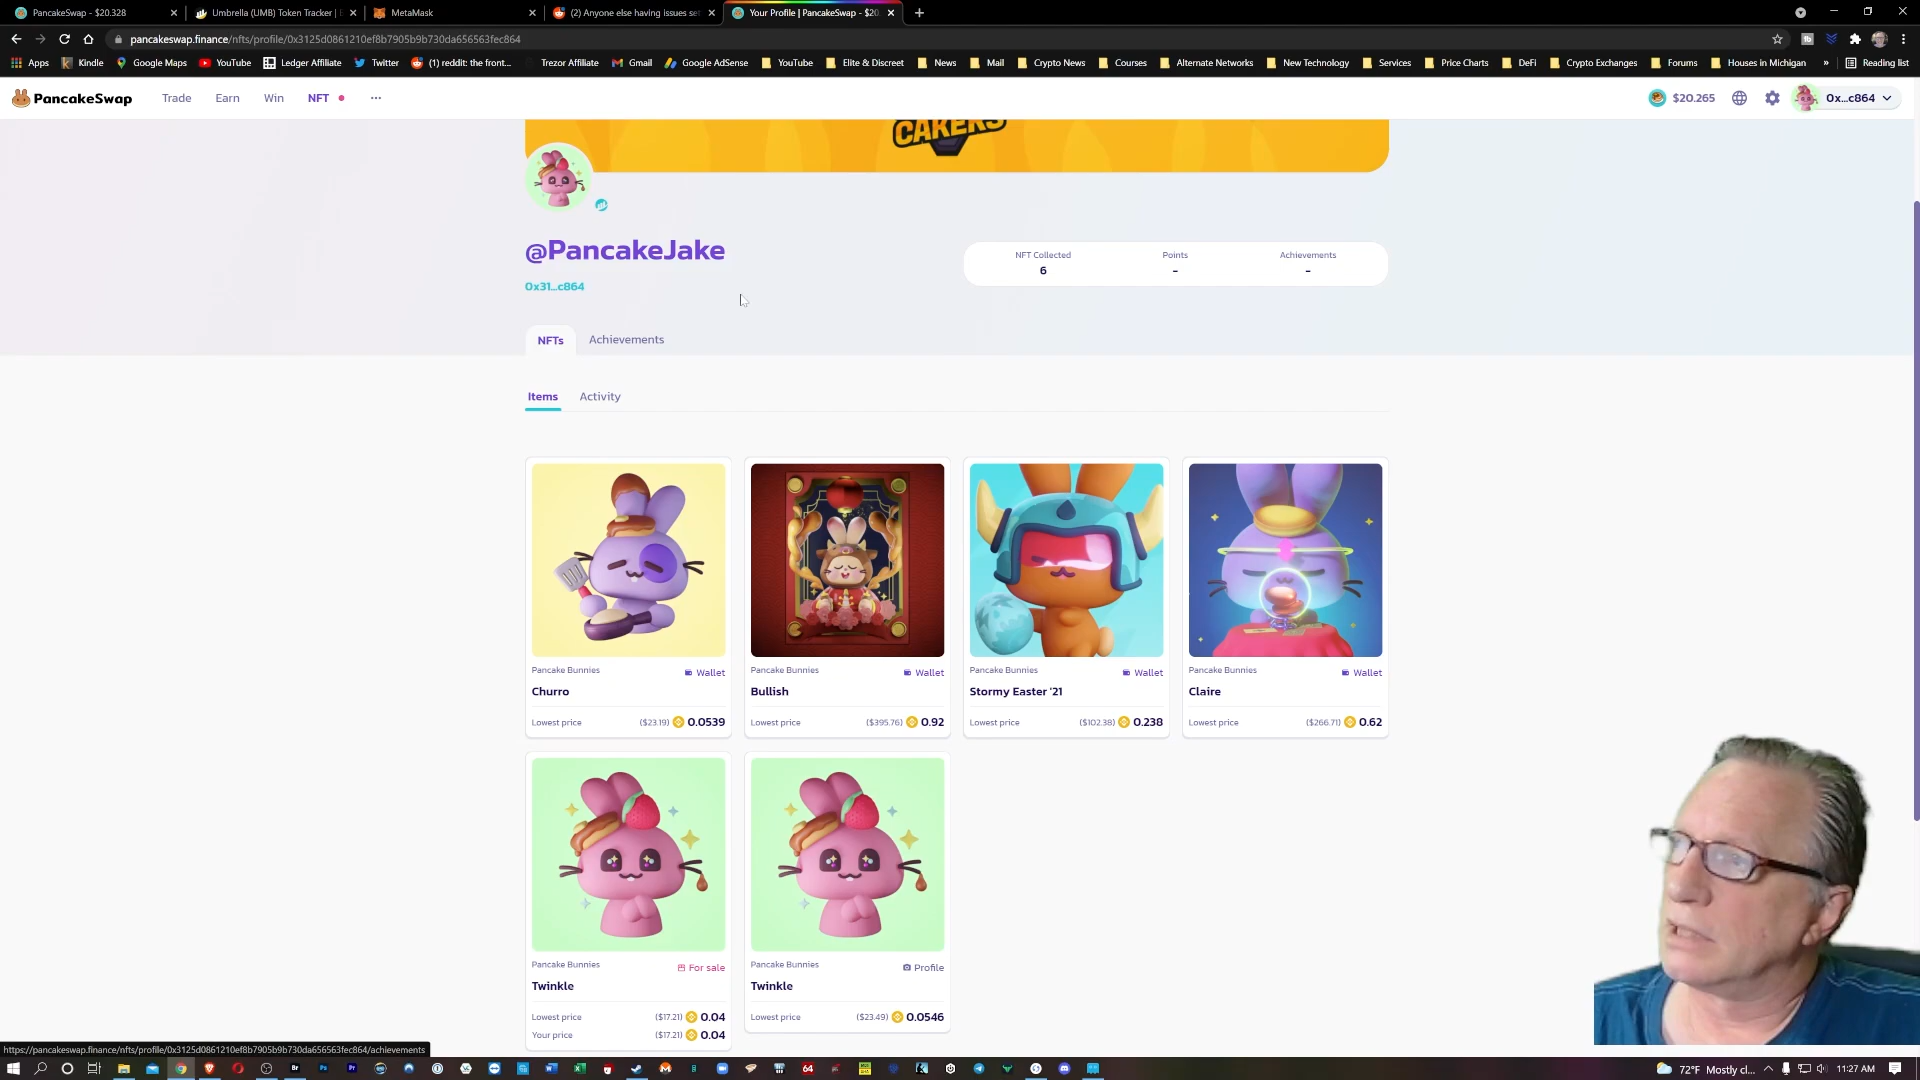 PancakeSwap - $20.328
Umbrella (UMB) Token Tracker |
MetaMask
(2) Anyone else having issues se
Your Profile | PancakeSwap - $20
pancakeswap.finance/nfts/profile/0x3125d0861210ef8b7905b9b730da656563fec864
Apps Kindle Google Maps YouTube Ledger Affiliate Twitter (1) reddit: the front... Trezor Affiliate Gmail Google AdSense YouTube Elite & Discreet News Mail Crypto News Courses Alternate Networks New Technology Services Price Charts DeFi Crypto Exchanges Forums Houses in Michigan » Reading list
PancakeSwap Trade Earn Win NFT ... $20.265 0x...c864
CAKERS
@PancakeJake
0x31...c864
NFT Collected Points Achievements
6 - -
NFTs Achievements
Items Activity
Pancake Bunnies Wallet
Churro
Lowest price ($23.19) 0.0539
Pancake Bunnies Wallet
Bullish
Lowest price ($395.76) 0.92
Pancake Bunnies Wallet
Stormy Easter '21
Lowest price ($102.38) 0.238
Pancake Bunnies Wallet
Claire
Lowest price ($266.71) 0.62
Pancake Bunnies For sale
Twinkle
Lowest price ($17.21) 0.04
Your price ($17.21) 0.04
Pancake Bunnies Profile
Twinkle
Lowest price ($23.49) 0.0546
https://pancakeswap.finance/nfts/profile/0x3125d0861210ef8b7905b9b730da656563fec864/achievements
72°F Mostly cl... 11:27 AM